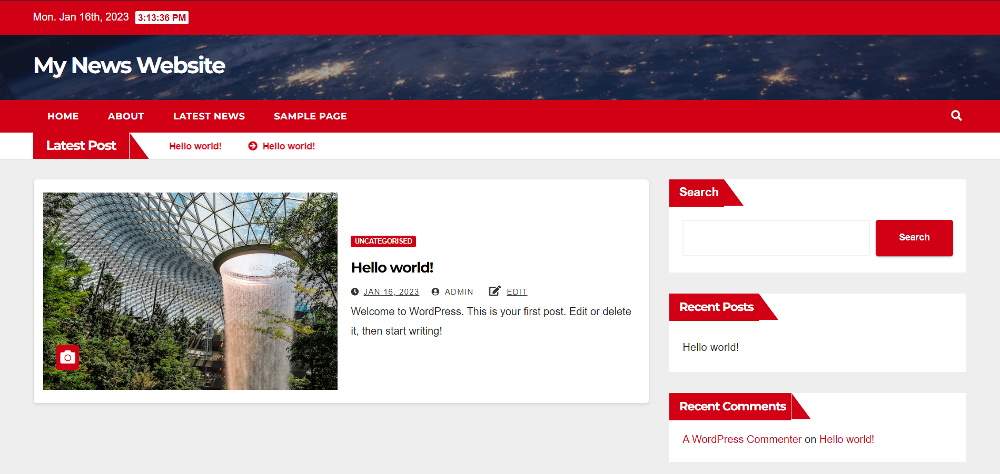 Mon. Jan 16th, 2023 3:13:36 PM
My News Website
HOME ABOUT LATEST NEWS SAMPLE PAGE
Latest Post Hello world! Hello world!
UNCATEGORISED
Hello world!
JAN 16, 2023 ADMIN EDIT
Welcome to WordPress. This is your first post. Edit or delete
it, then start writing!
Search
Search
Recent Posts
Hello world!
Recent Comments
A WordPress Commenter on Hello world!